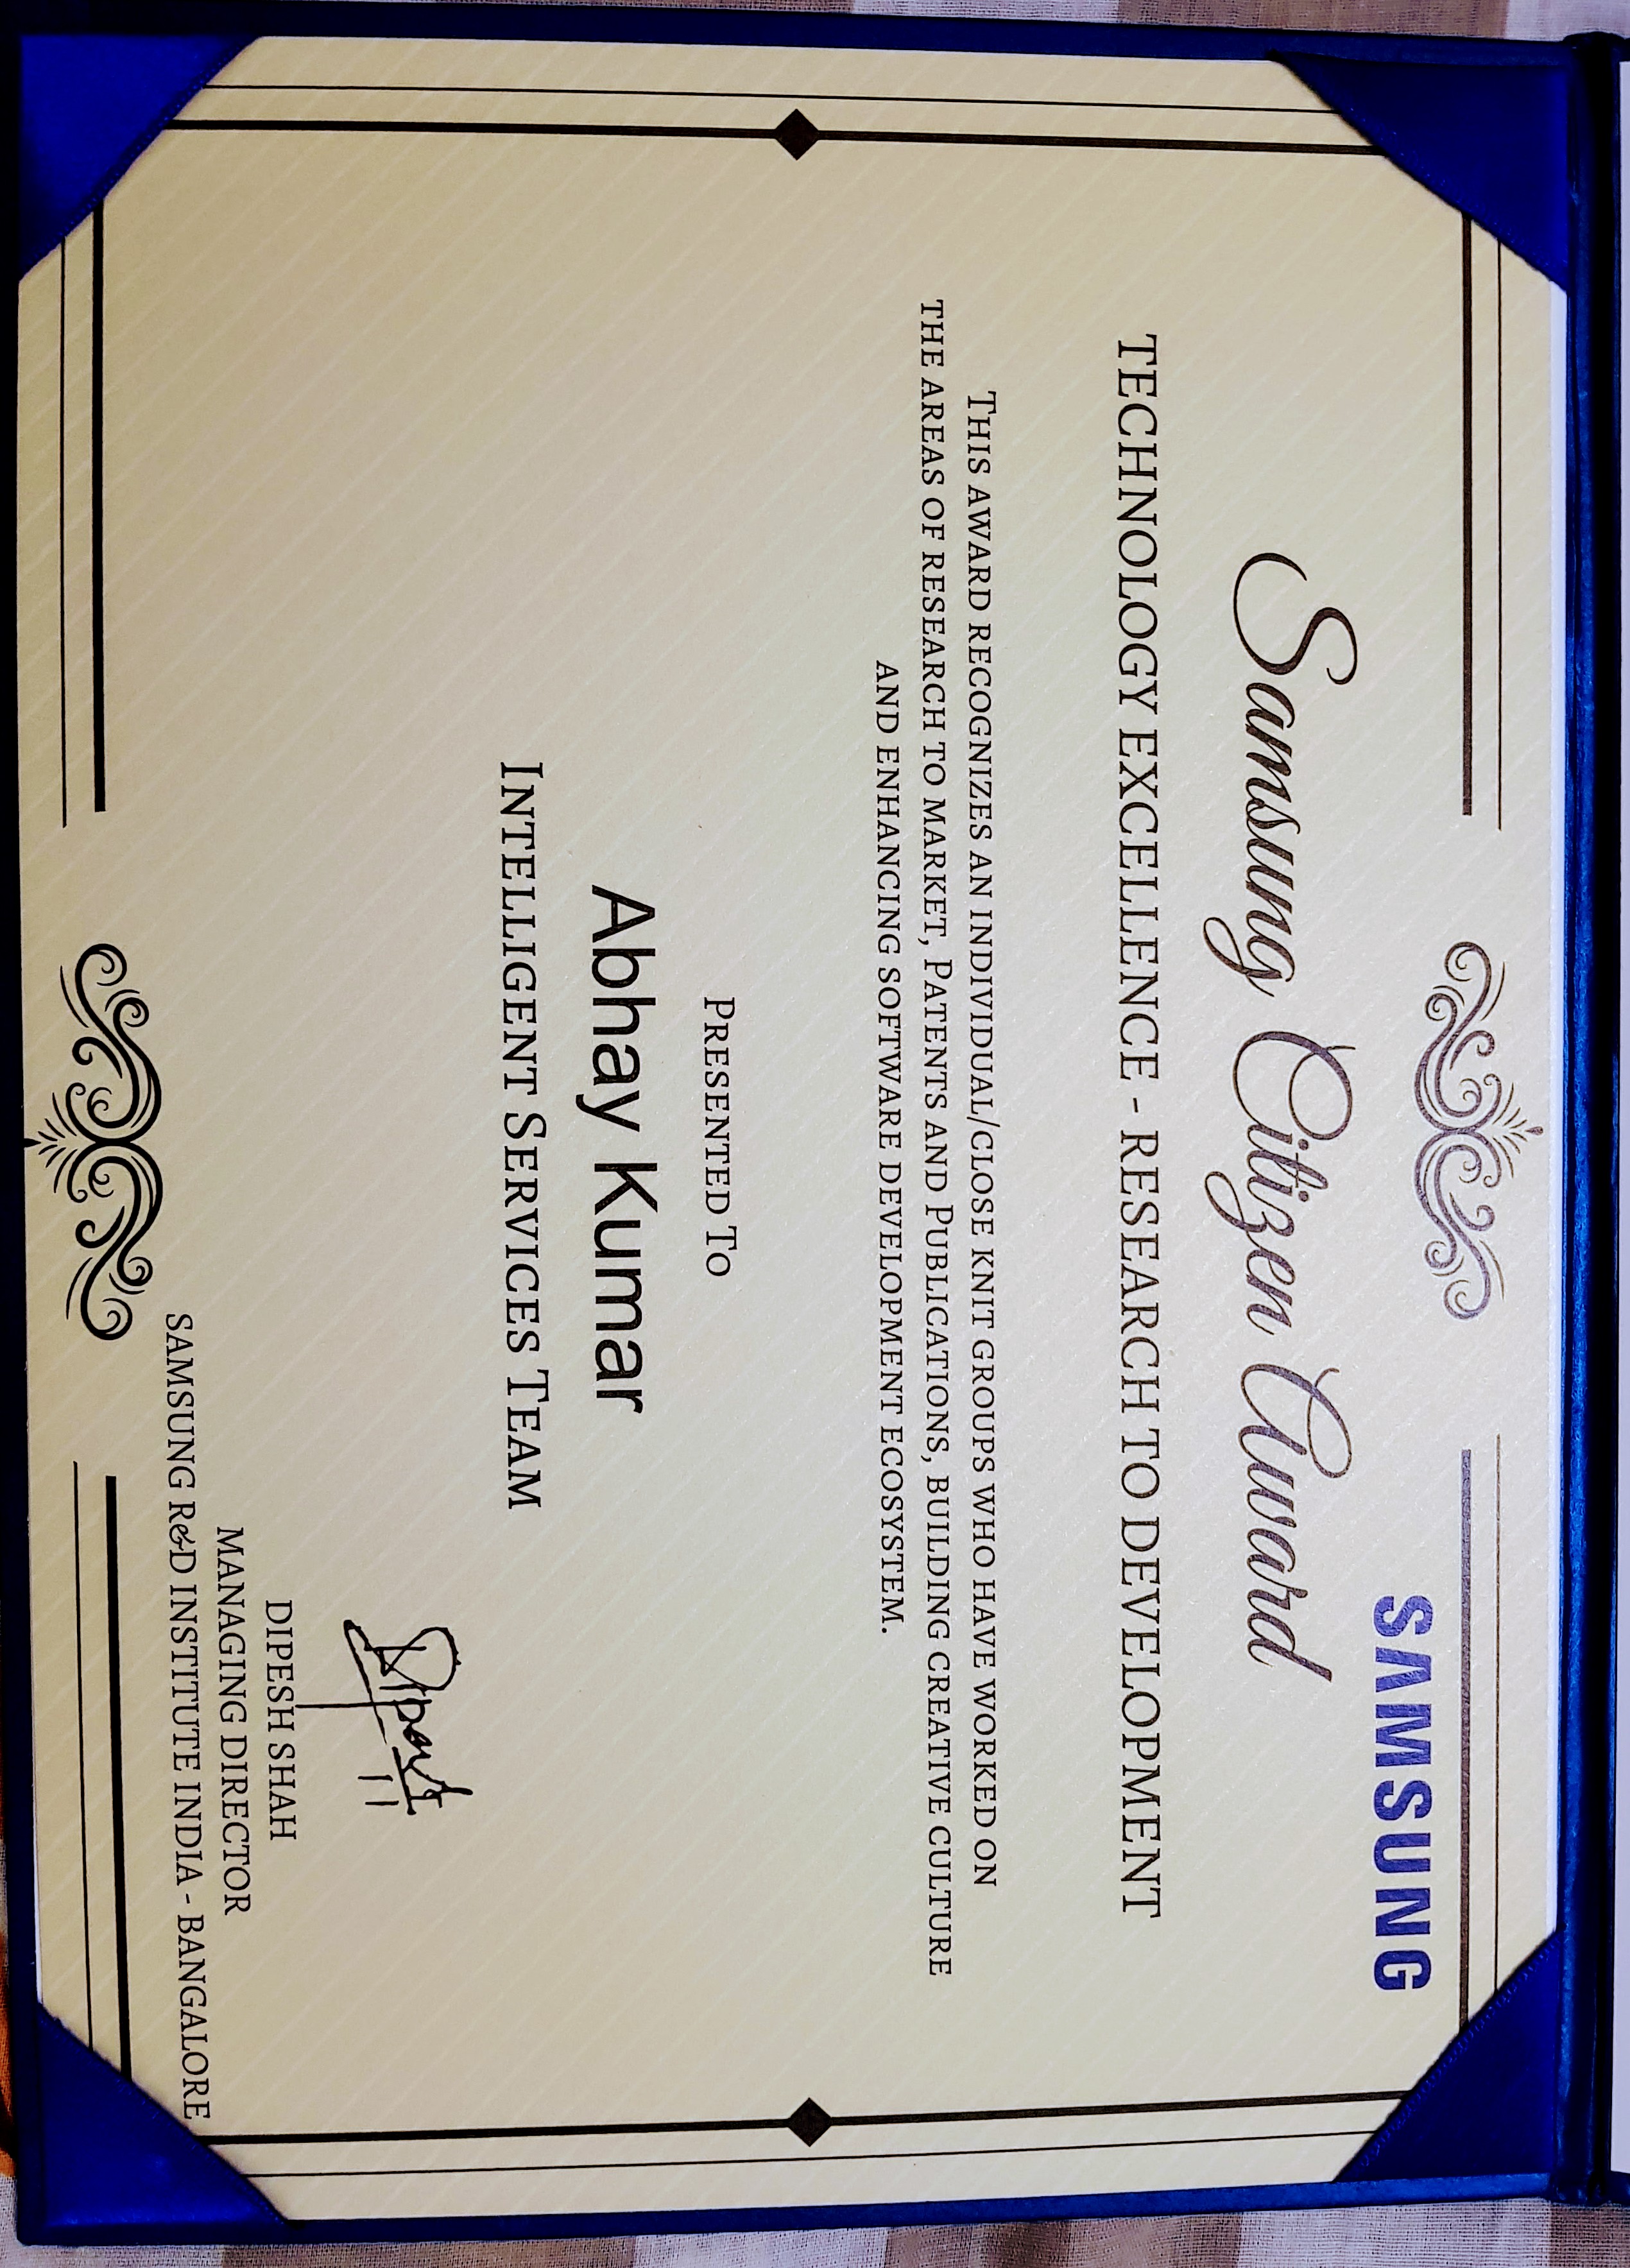 SAMSUNG
Samsung Citizen Award
TECHNOLOGY EXCELLENCE - RESEARCH TO DEVELOPMENT
THIS AWARD RECOGNIZES AN INDIVIDUAL/CLOSE KNIT GROUPS WHO HAVE WORKED ON
THE AREAS OF RESEARCH TO MARKET, PATENTS AND PUBLICATIONS, BUILDING CREATIVE CULTURE
AND ENHANCING SOFTWARE DEVELOPMENT ECOSYSTEM.
PRESENTED TO
Abhay Kumar
INTELLIGENT SERVICES TEAM
DIPESH SHAH
MANAGING DIRECTOR
SAMSUNG R&D INSTITUTE INDIA - BANGALORE